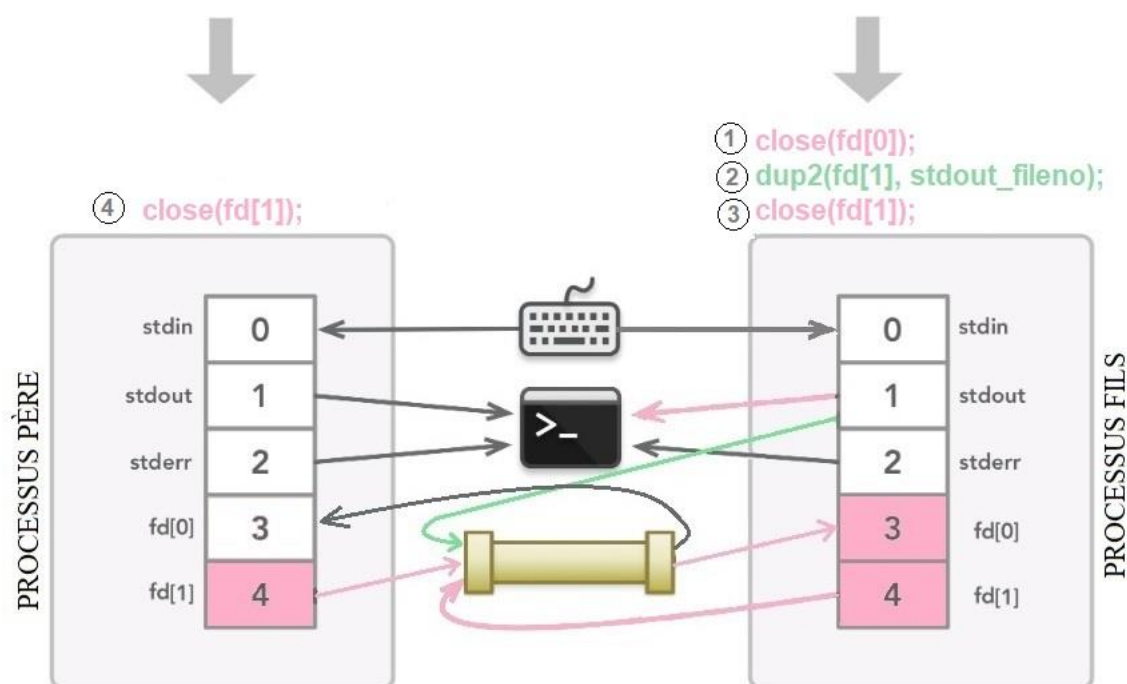 ① close(fd[0]);
② dup2(fd[1], stdout_fileno);
④ close(fd[1]);
③ close(fd[1]);
PROCESSUS PÈRE
stdin 0
stdout 1
stderr 2
fd[0] 3
fd[1] 4
>_
0 stdin
1 stdout
2 stderr
3 fd[0]
4 fd[1]
PROCESSUS FILS